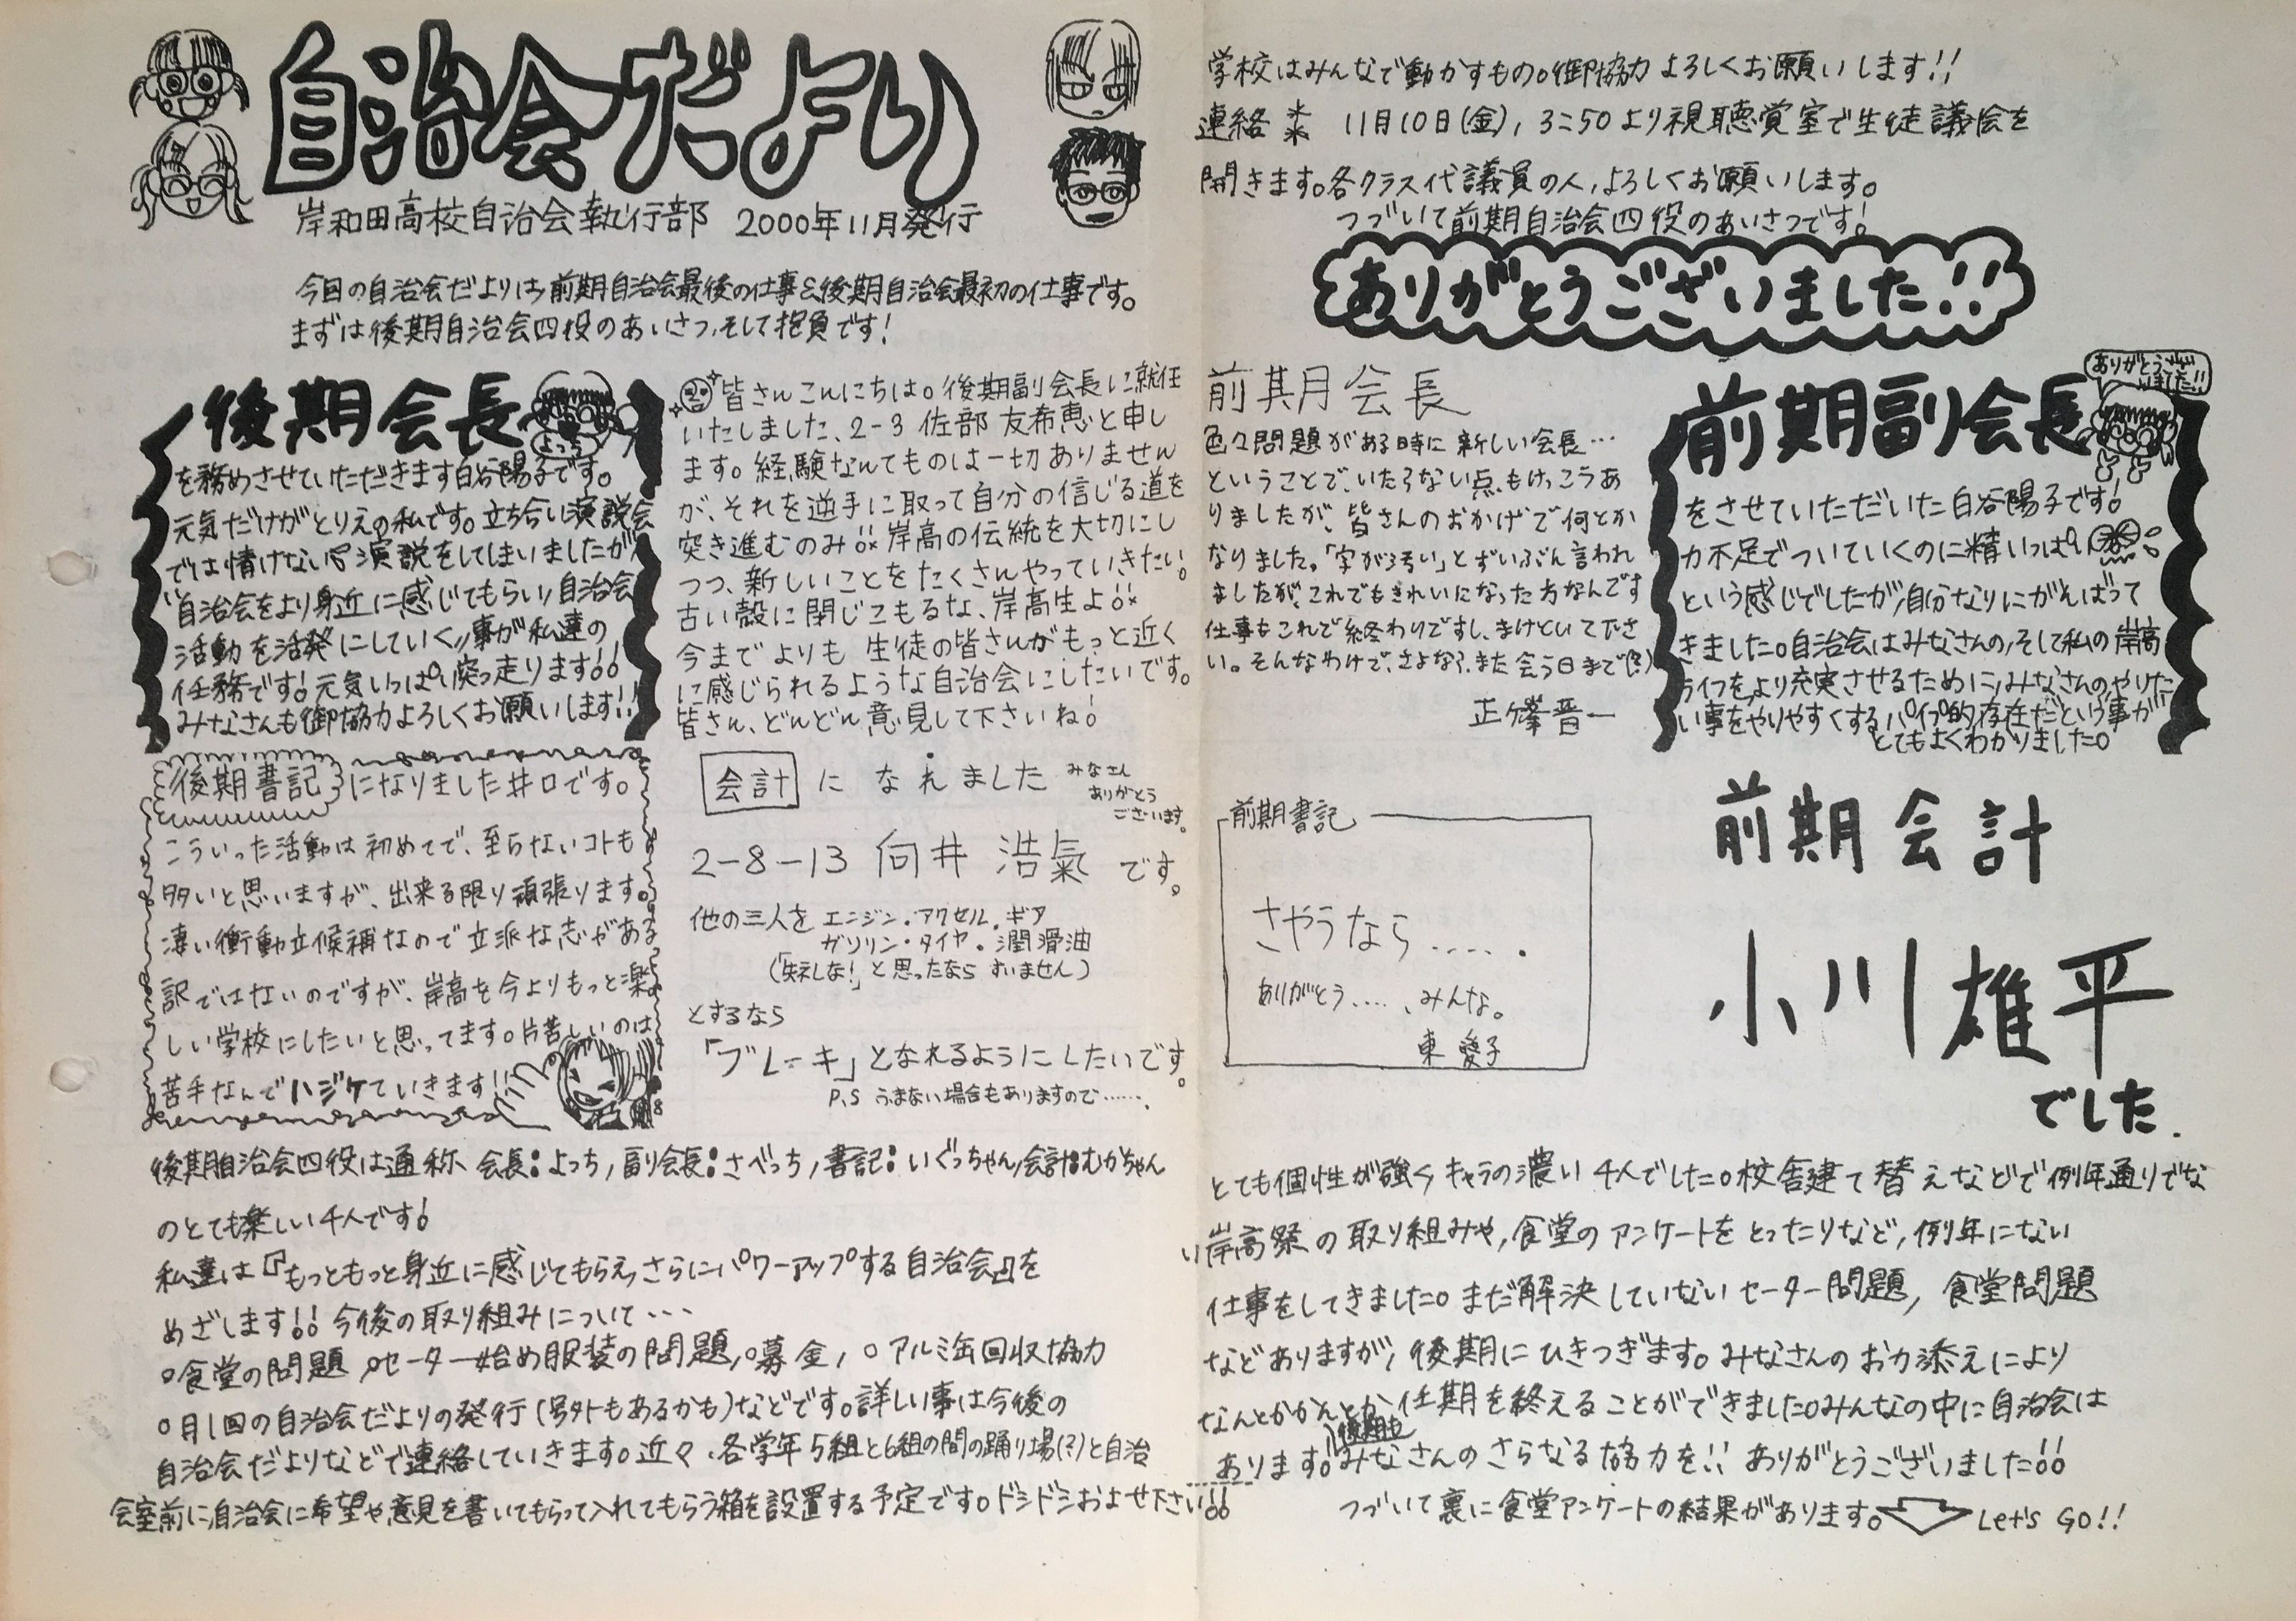 自治会だより
岸和田高校自治会執行部 2000年11月発行
今日の自治会だよりは、前期自治会最後の仕事&後期自治会最初の仕事です。
まずは後期自治会四役のあいさつ、そして抱負です!
後期会長
よっち
を務めさせていただきます白谷陽子です。
元気だけがとりえの私です。立ち合い演説会
では情けない演説をしてしまいましたが、
自治会をより身近に感じてもらい、自治会
活動を活発にしていく、事が私達の
任務です!元気いっぱい突っ走ります!!
みなさんも御協力よろしくお願いします!!
皆さんこんにちは。後期副会長に就任
いたしました、2-3 佐部 友希恵と申し
ます。経験なんてものは一切ありません
が、それを逆手に取って自分の信じる道を
突き進むのみ!! 岸高の伝統を大切にし
つつ、新しいことをたくさんやっていきたい。
古い殻に閉じこもるな、岸高生よ!!
今までよりも 生徒の皆さんがもっと近く
に感じられるような自治会にしたいです。
皆さん、どんどん意見して下さいね!
後期書記になりました井口です。
こういった活動は初めてで、至らないコトも
多いと思いますが、出来る限り頑張ります。
凄い衝動立候補なので立派な志がある
訳ではないのですが、岸高を今よりもっと楽
しい学校にしたいと思ってます。片苦しいのは
苦手なんでハジケていきます!!
会計 に なれました みなさん
ありがとう
ございます。
2-8-13 向井 浩氣 です。
他の三人を エンジン・アクセル・ギア
ガソリン・タイヤ・潤滑油
(「失礼な!」と思ったなら すいません)
とするなら
「ブレーキ」となれるようにしたいです。
P.S うまない場合もありますので……
後期自治会四役は通称 会長:よっち, 副会長:さべっち, 書記:いぐっちゃん, 会計:むかちゃん
のとても楽しい4人です!
私達は『もっともっと身近に感じてもらえ、さらにパワーアップする自治会』を
めざします!! 今後の取り組みについて…
○食堂の問題, ○セーター始め服装の問題, ○募金, ○アルミ缶回収協力
○月1回の自治会だよりの発行(号外もあるかも)などです。詳しい事は今後の
自治会だよりなどで連絡していきます。近々、各学年5組と6組の間の踊り場(?)と自治
会室前に、自治会に希望や意見を書いてもらって入れてもらう箱を設置する予定です。ドシドシおよせ下さい!!
学校はみんなで動かすもの。御協力よろしくお願いします!!
連絡 ※ 11月10日(金), 3:50より視聴覚室で生徒議会を
開きます。各クラス代議員の人, よろしくお願いします。
つづいて前期自治会四役のあいさつです!
ありがとうございました!!
前期会長
色々問題がある時に新しい会長…
ということで、いたらない点もけっこうあ
りましたが、皆さんのおかげで何とか
なりました。「字が汚い」とずいぶん言われ
ましたが、これでもきれいになった方なんです
仕事もこれで終わりですし、まけといて下さ
い。そんなわけで、さよなら、また会う日まで(笑)
晋一
前期副会長
ありがとうござ
いました!!
をさせていただいた白谷陽子です!
力不足でついていくのに精いっぱい
という感じでしたが、自分なりにがんばって
きました。自治会はみなさんの、そして私の岸高
ライフをより充実させるために、みなさんのやりた
い事をやりやすくするパイプ的存在だという事が
とてもよくわかりました。
前期書記
さやうなら…..
ありがとう……、みんな。
東 愛子
前期会計
小川雄平
でした.
とても個性が強くキャラの濃い4人でした。校舎建て替えなどで例年通りでな
い岸高祭の取り組みや, 食堂のアンケートをとったりなど, 例年にない
仕事をしてきました。まだ解決していないセーター問題, 食堂問題
などありますが, 後期にひきつぎます。みなさんのお力添えにより
なんとかかんとか任期を終えることができました。みんなの中に自治会は
あります。後期もみなさんのさらなる協力を!! ありがとうございました!!
つづいて裏に食堂アンケートの結果があります。 Let's Go!!